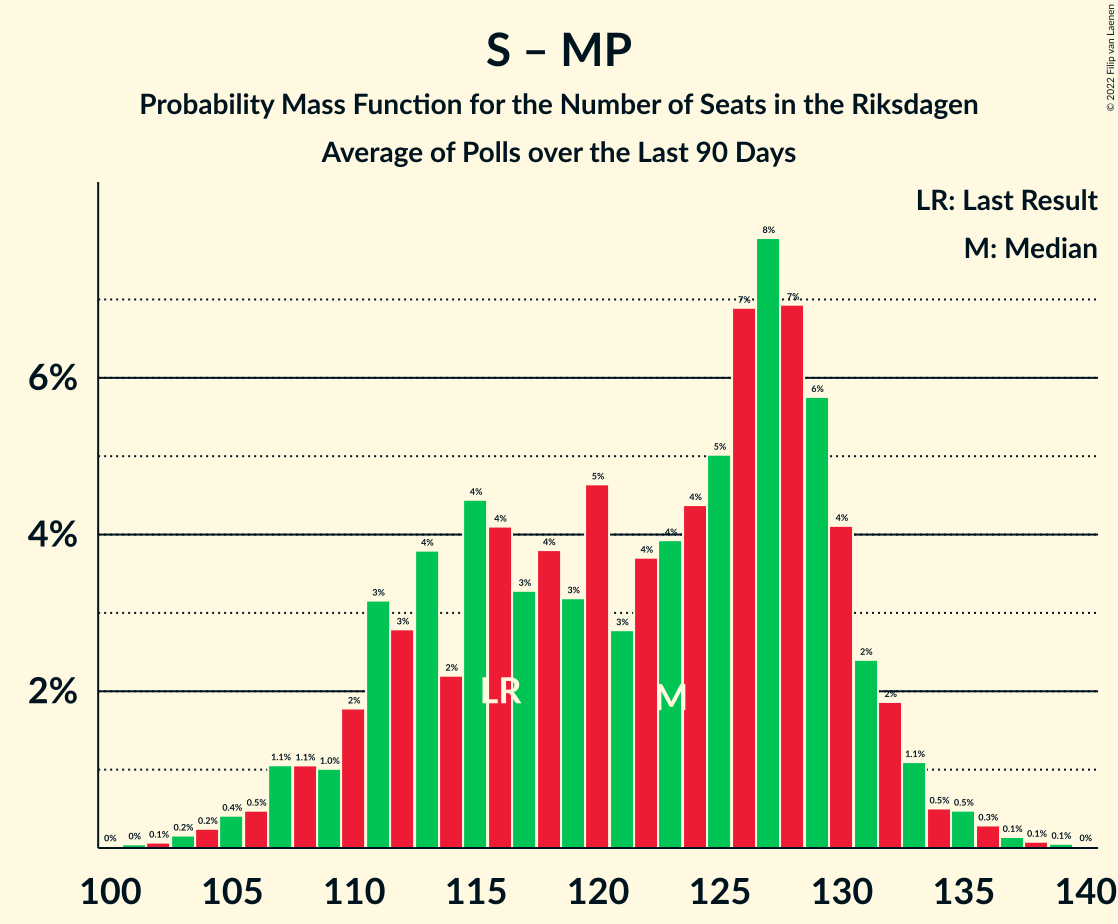 S – MP
Probability Mass Function for the Number of Seats in the Riksdagen
Average of Polls over the Last 90 Days
© 2022 Filip van Laenen
LR: Last Result
M: Median
6%
4%
2%
0% 0% 0.1% 0.2% 0.2% 0.4% 0.5% 1.1% 1.1% 1.0% 2% 3% 3% 4% 2% 4% 4% 3% 4% 3% 5% 3% 4% 4% 4% 5% 7% 8% 7% 6% 4% 2% 2% 1.1% 0.5% 0.5% 0.3% 0.1% 0.1% 0.1% 0%
LR M
100 105 110 115 120 125 130 135 140